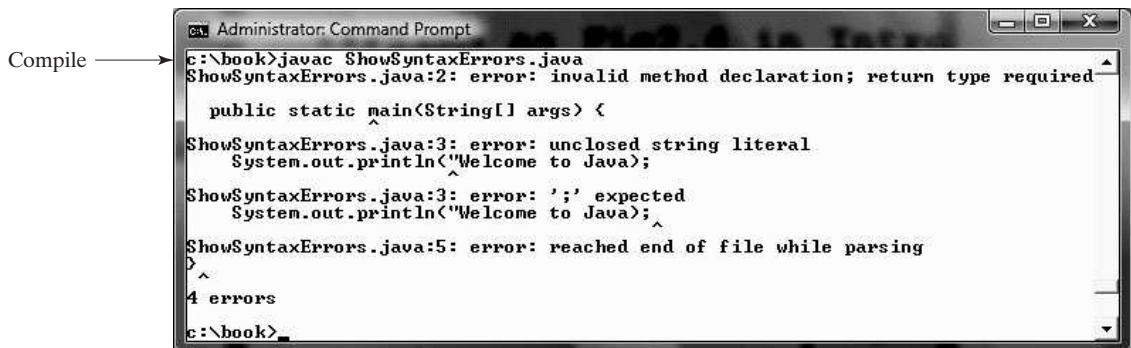 Administrator: Command Prompt
Compile
c:\book>javac ShowSyntaxErrors.java
ShowSyntaxErrors.java:2: error: invalid method declaration; return type required
public static main(String[] args) {
^
ShowSyntaxErrors.java:3: error: unclosed string literal
System.out.println("Welcome to Java);
^
ShowSyntaxErrors.java:3: error: ';' expected
System.out.println("Welcome to Java);
^
ShowSyntaxErrors.java:5: error: reached end of file while parsing
}
^
4 errors
c:\book>_